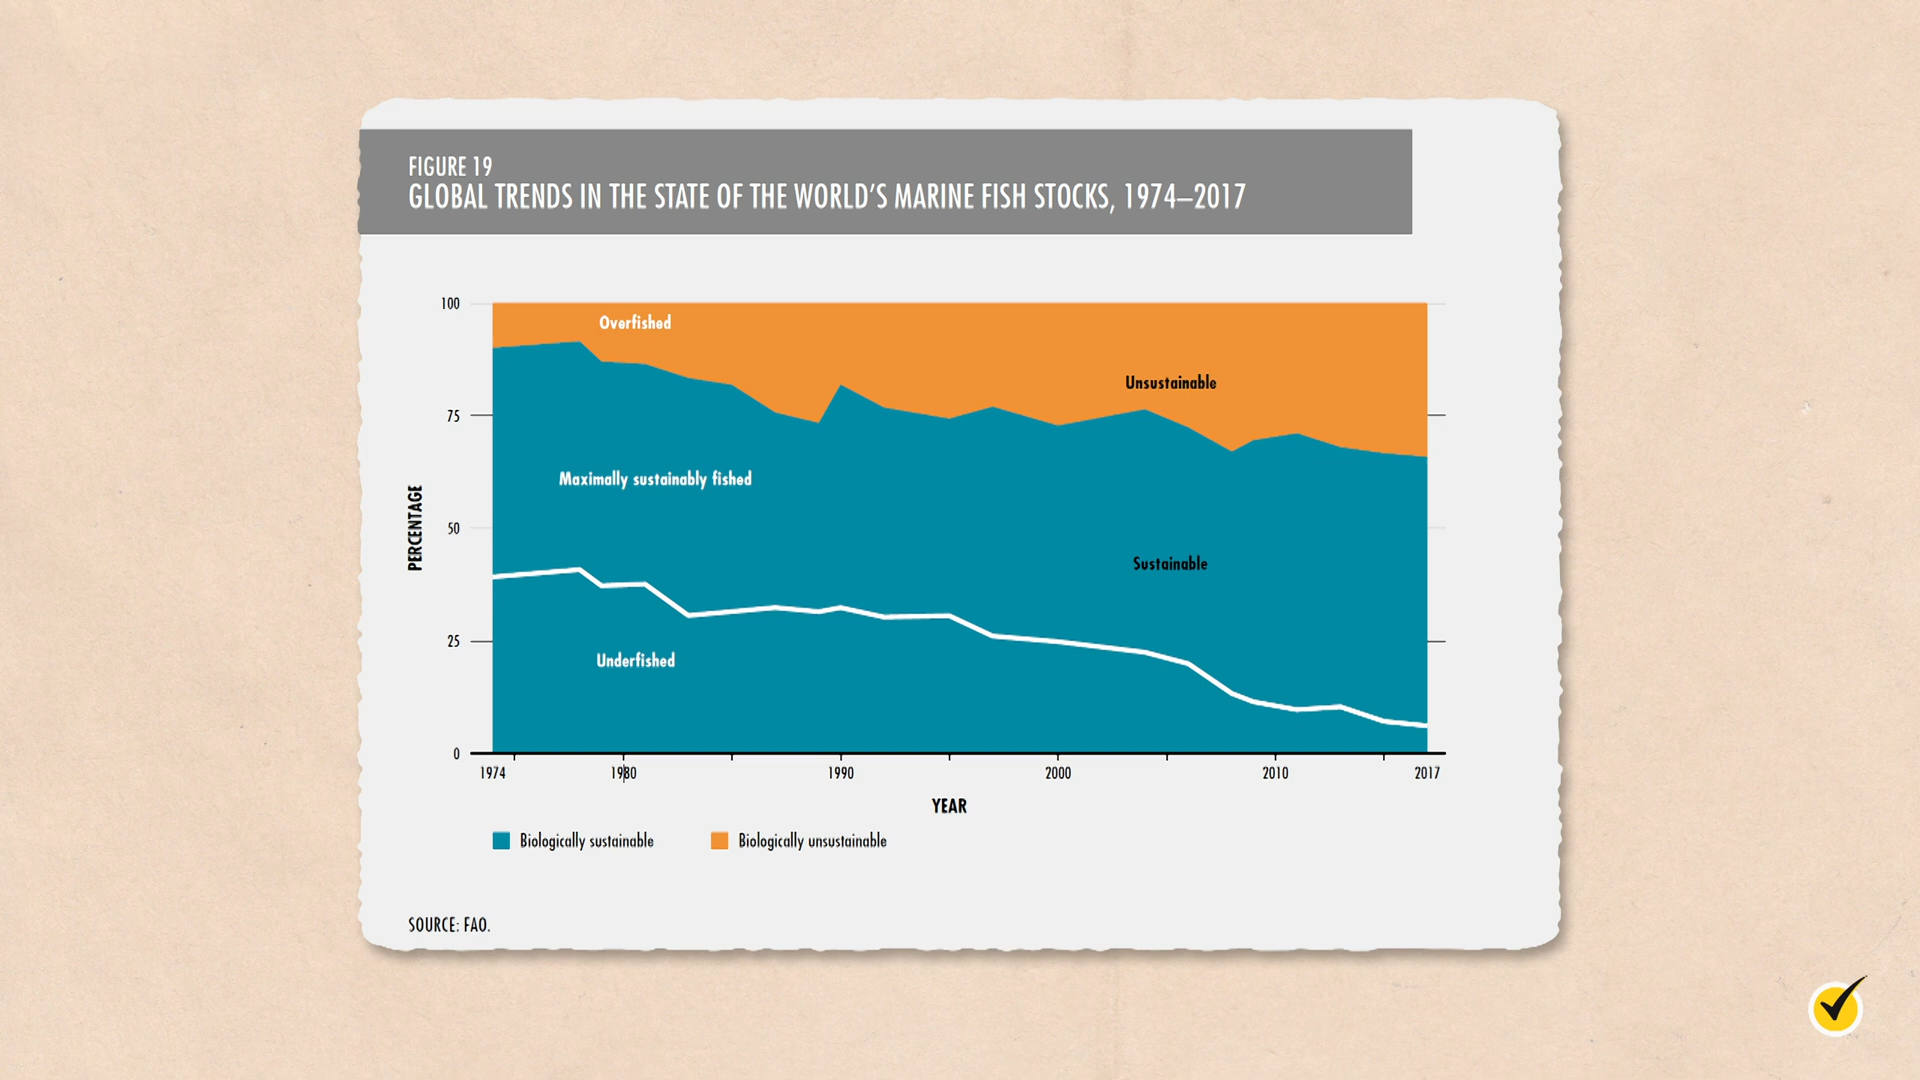 FIGURE 19
GLOBAL TRENDS IN THE STATE OF THE WORLD'S MARINE FISH STOCKS, 1974–2017
100
75
50
25
0
PERCENTAGE
Overfished
Unsustainable
Maximally sustainably fished
Sustainable
Underfished
1974 1980 1990 2000 2010 2017
YEAR
Biologically sustainable Biologically unsustainable
SOURCE: FAO.